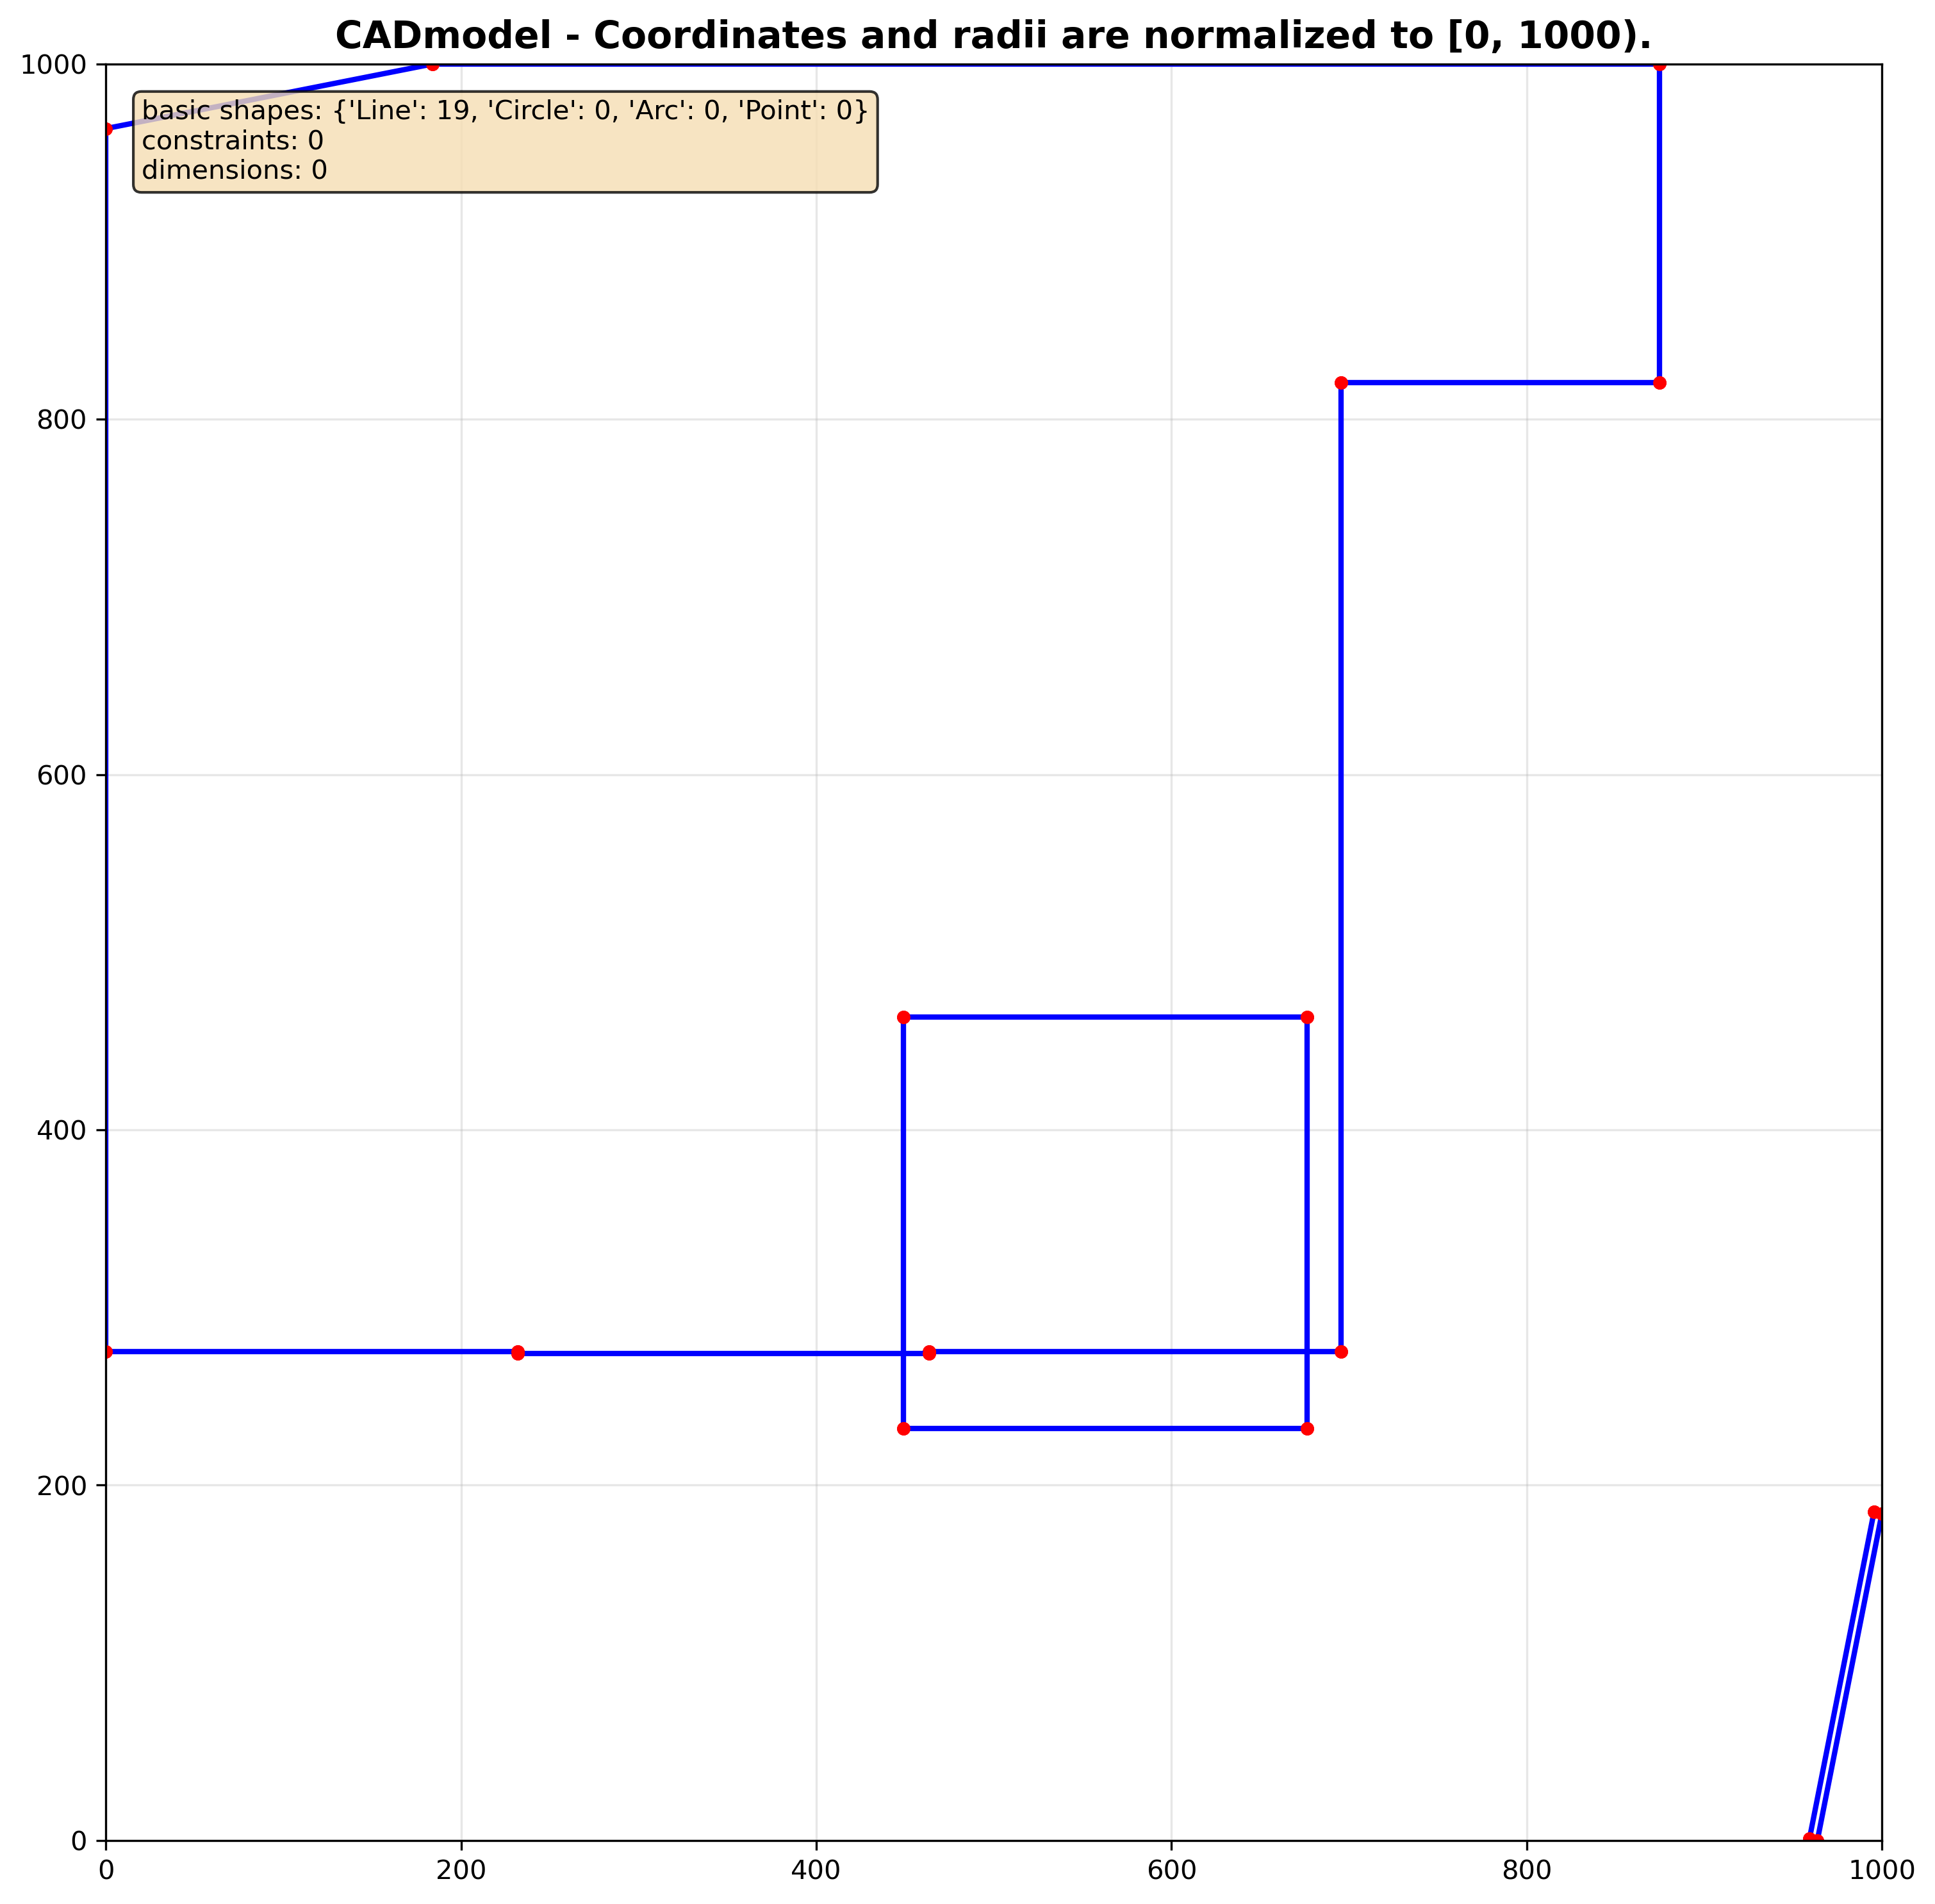 CADmodel - Coordinates and radii are normalized to [0, 1000).
1000
basic shapes: {'Line': 19, 'Circle': 0, 'Arc': 0, 'Point': 0}
constraints: 0
dimensions: 0
800
600
400
200
0
0 200 400 600 800 1000